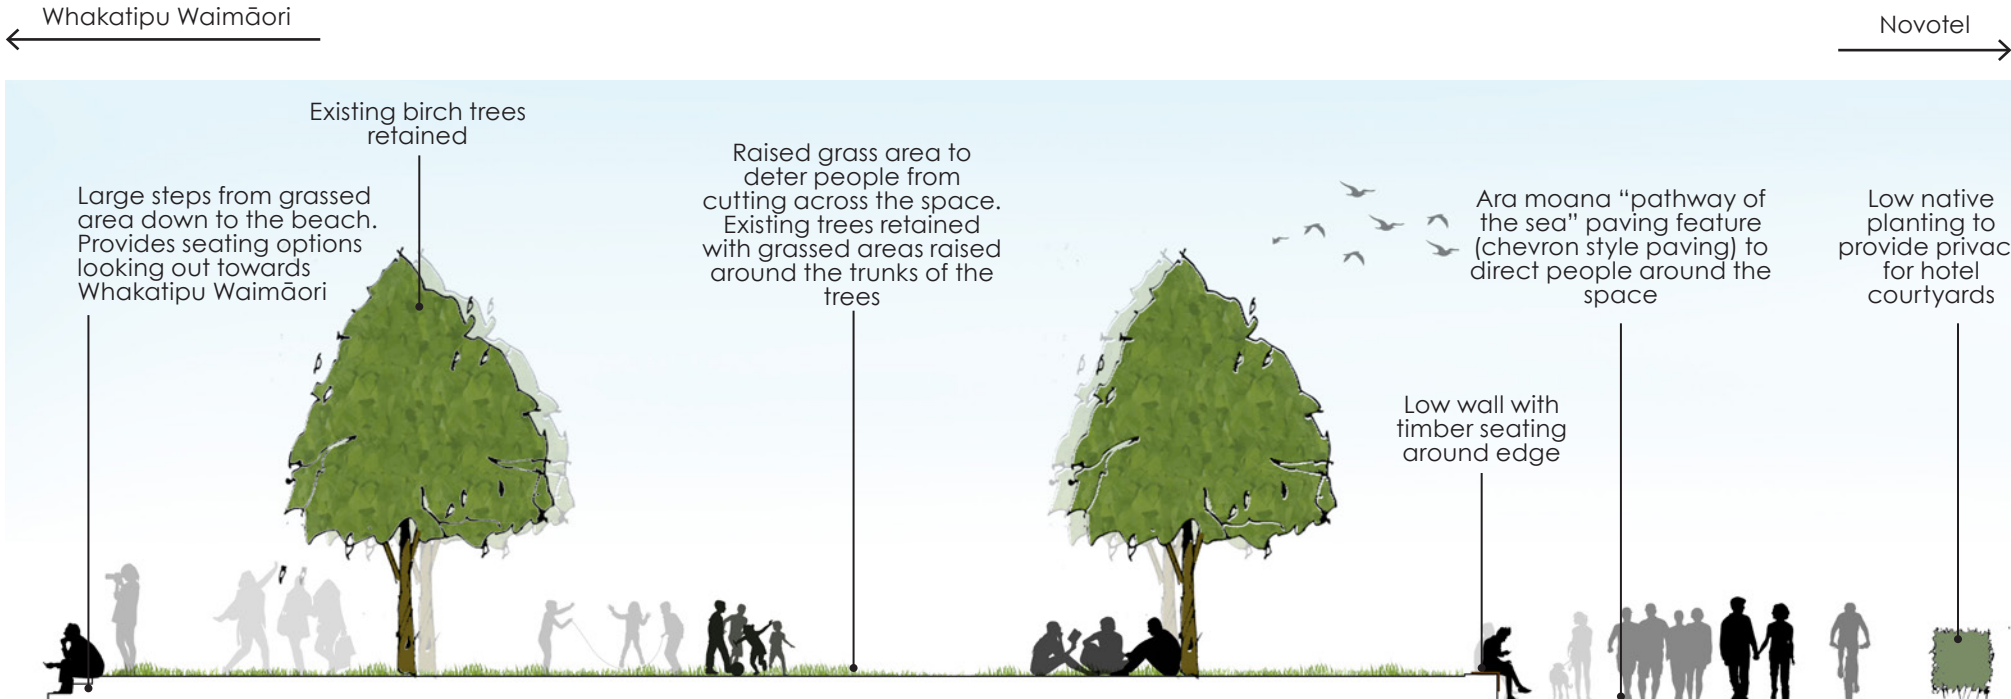 Whakatipu Waimāori
Novotel
Existing birch trees
retained
Large steps from grassed
area down to the beach.
Provides seating options
looking out towards
Whakatipu Waimāori
Raised grass area to
deter people from
cutting across the space.
Existing trees retained
with grassed areas raised
around the trunks of the
trees
Ara moana “pathway of
the sea” paving feature
(chevron style paving) to
direct people around the
space
Low native
planting to
provide privac
for hotel
courtyards
Low wall with
timber seating
around edge